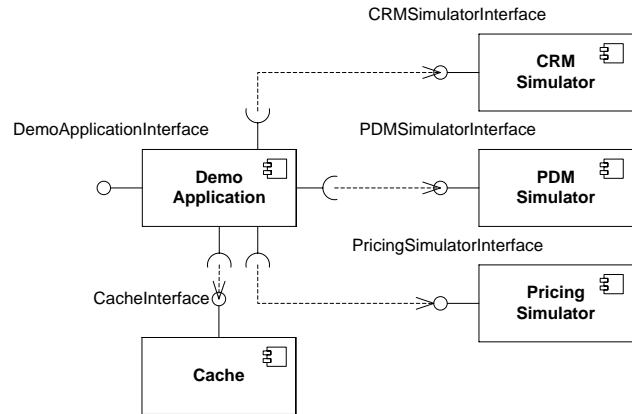 CRMSimulatorInterface
CRM
Simulator
DemoApplicationInterface
PDMSimulatorInterface
Demo
Application
PDM
Simulator
PricingSimulatorInterface
CacheInterface
Pricing
Simulator
Cache